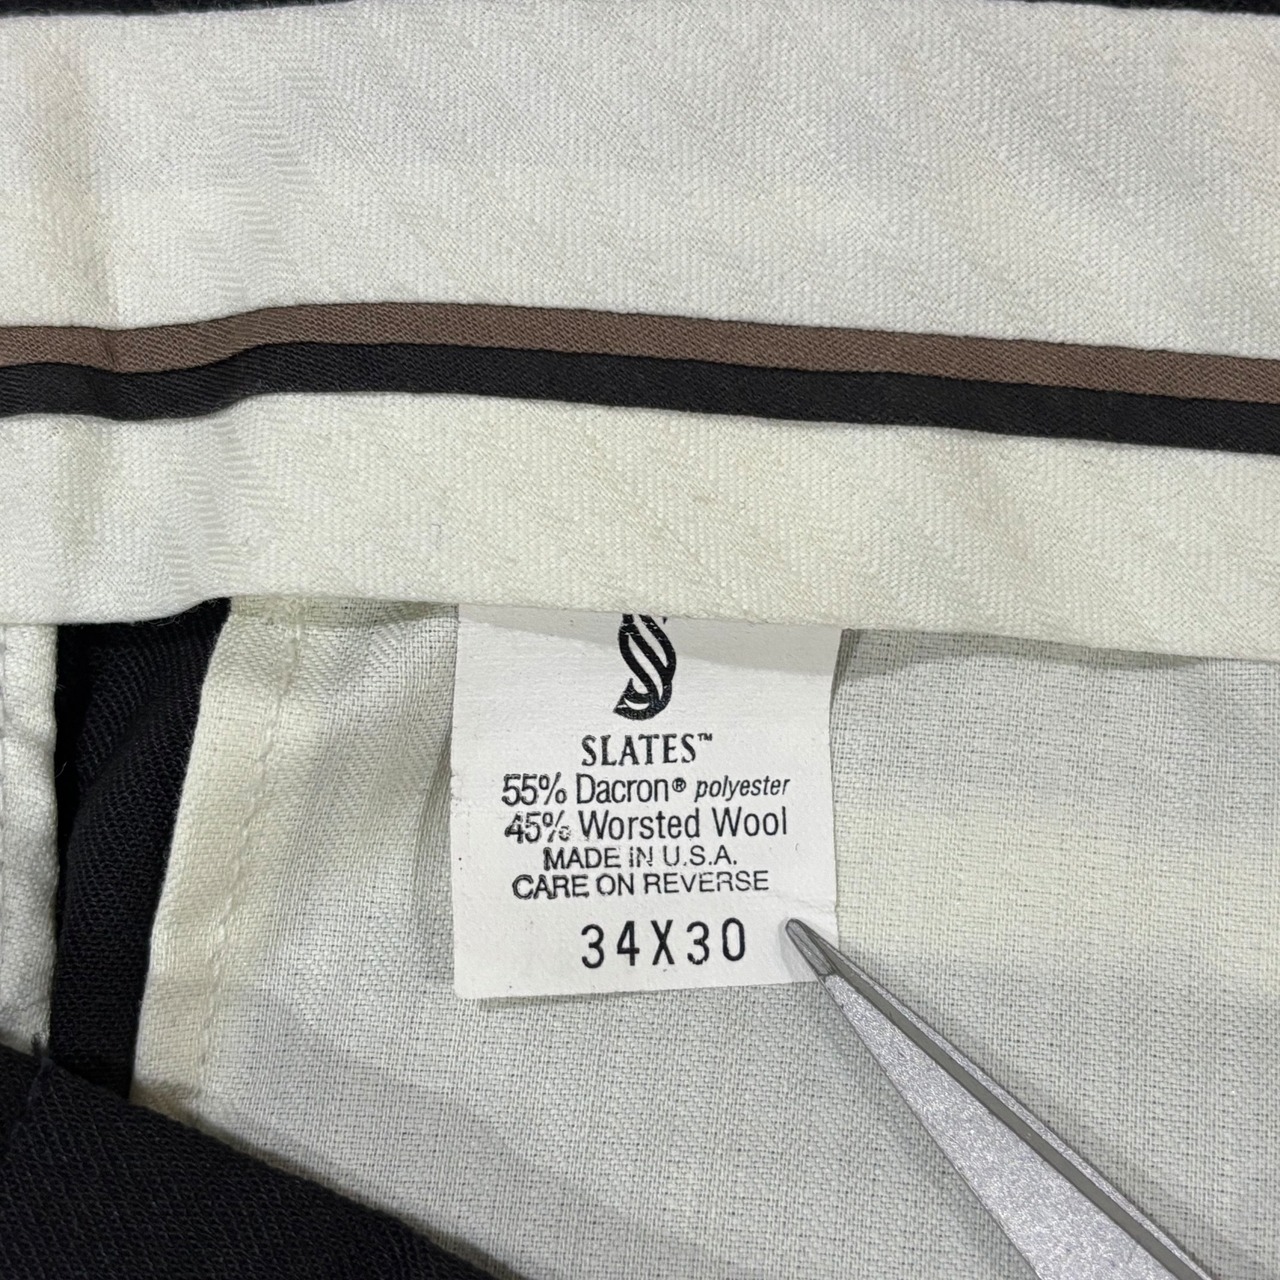 SLATES™
55% Dacron® polyester
45% Worsted Wool
MADE IN U.S.A.
CARE ON REVERSE
34X30